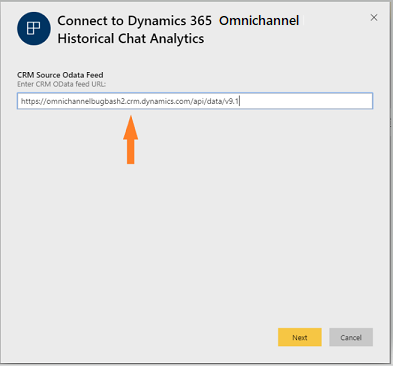 Connect to Dynamics 365 Omnichannel
Historical Chat Analytics
CRM Source Odata Feed
Enter CRM OData feed URL:
https://omnichannelbugbash2.crm.dynamics.com/api/data/v9.1
Next
Cancel